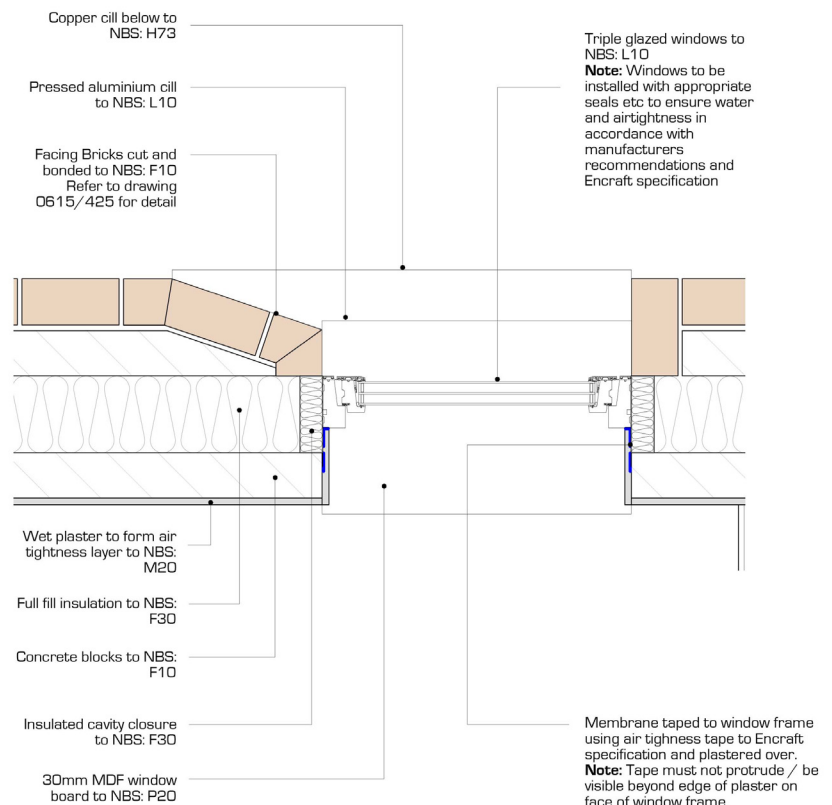 Copper cill below to
NBS: H73
Pressed aluminium cill
to NBS: L10
Facing Bricks cut and
bonded to NBS: F10
Refer to drawing
0615/425 for detail
Triple glazed windows to
NBS: L10
Note: Windows to be
installed with appropriate
seals etc to ensure water
and airtightness in
accordance with
manufacturers
recommendations and
Encraft specification
Wet plaster to form air
tightness layer to NBS:
M20
Full fill insulation to NBS:
F30
Concrete blocks to NBS:
F10
Insulated cavity closure
to NBS: F30
30mm MDF window
board to NBS: P20
Membrane taped to window frame
using air tighness tape to Encraft
specification and plastered over.
Note: Tape must not protrude / be
visible beyond edge of plaster on
face of window frame